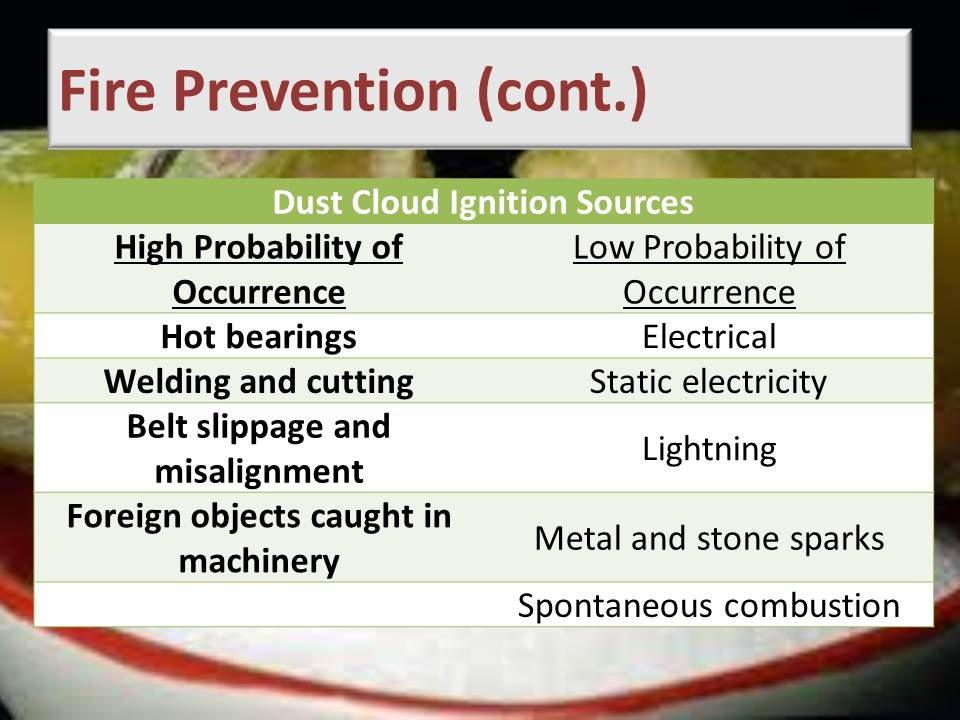 Fire Prevention (cont.)
Dust Cloud Ignition Sources
High Probability of
Occurrence
Low Probability of
Occurrence
Hot bearings
Electrical
Welding and cutting
Static electricity
Belt slippage and
misalignment
Lightning
Foreign objects caught in
machinery
Metal and stone sparks
Spontaneous combustion